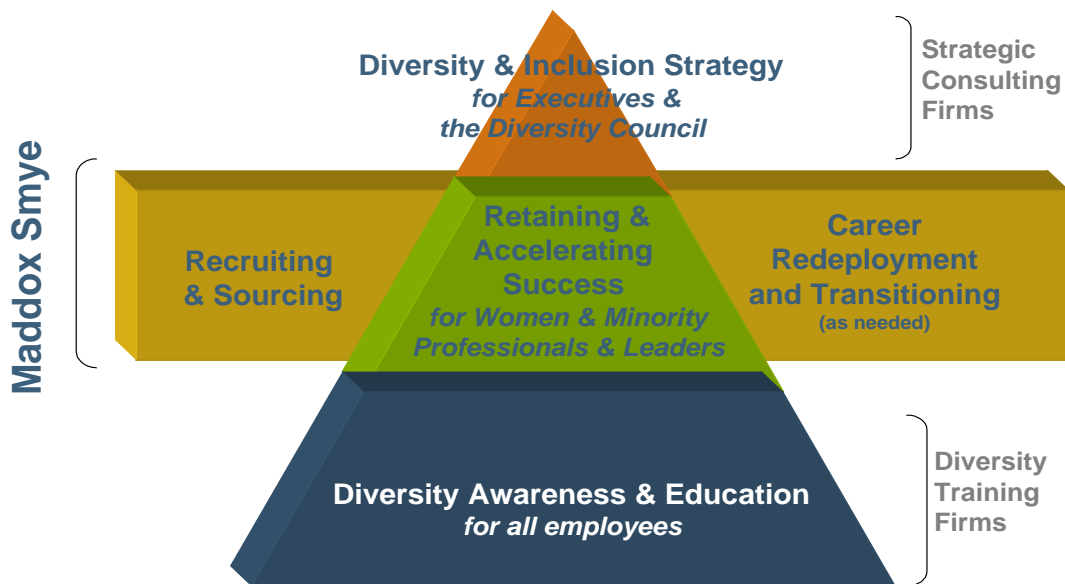 Diversity & Inclusion Strategy
for Executives &
the Diversity Council
Strategic
Consulting
Firms
Maddox Smye
Recruiting
& Sourcing
Retaining &
Accelerating
Success
for Women & Minority
Professionals & Leaders
Career
Redeployment
and Transitioning
(as needed)
Diversity Awareness & Education
for all employees
Diversity
Training
Firms